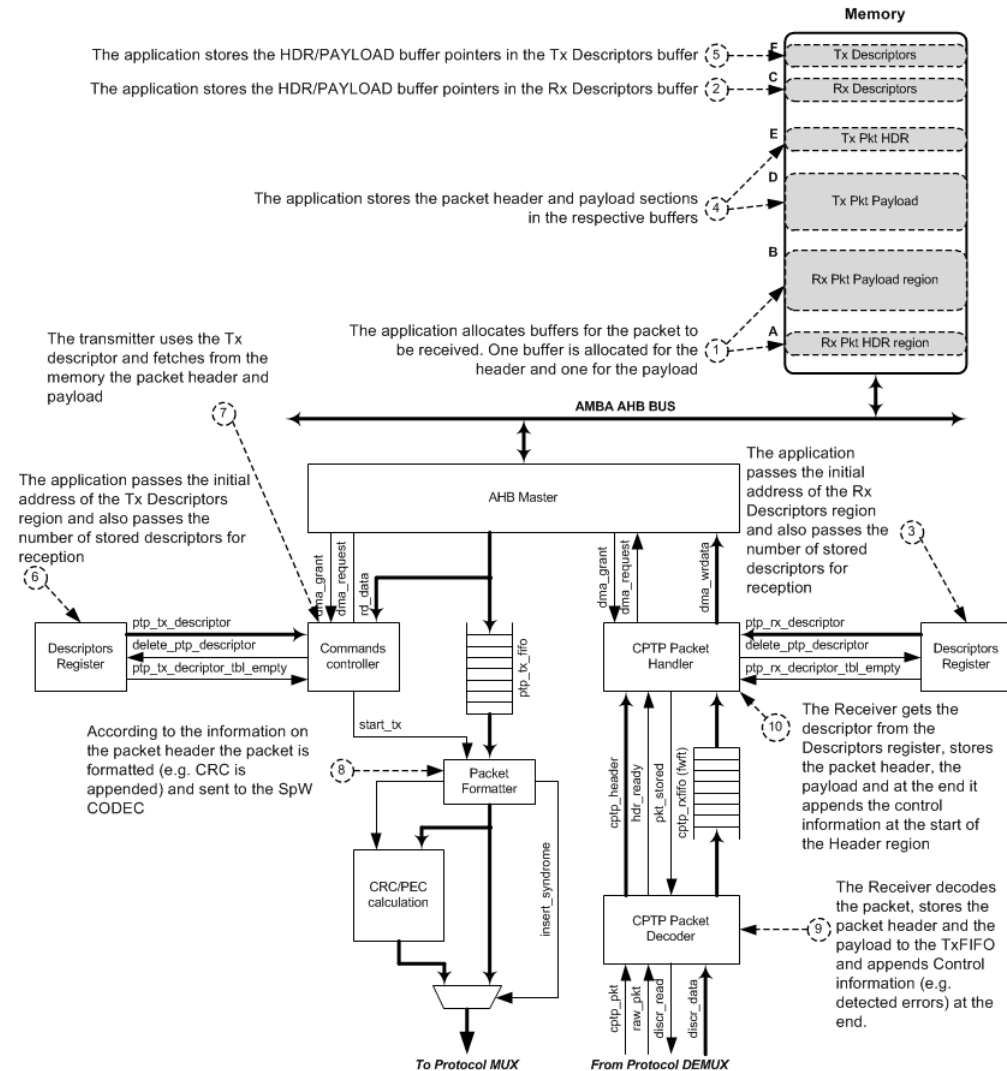 Memory
The application stores the HDR/PAYLOAD buffer pointers in the Tx Descriptors buffer
5
F
Tx Descriptors
The application stores the HDR/PAYLOAD buffer pointers in the Rx Descriptors buffer
2
C
Rx Descriptors
E
Tx Pkt HDR
The application stores the packet header and payload sections
in the respective buffers
4
D
Tx Pkt Payload
B
Rx Pkt Payload region
The application allocates buffers for the packet to
be received. One buffer is allocated for the
header and one for the payload
1
A
Rx Pkt HDR region
The transmitter uses the Tx
descriptor and fetches from the
memory the packet header and
payload
7
AMBA AHB BUS
AHB Master
The application passes the initial
address of the Tx Descriptors
region and also passes the
number of stored descriptors for
reception
6
The application
passes the initial
address of the Rx
Descriptors region
and also passes the
number of stored
descriptors for
reception
3
dma_grant
dma_request
rd_data
dma_grant
dma_request
dma_wrdata
Descriptors
Register
ptp_tx_descriptor
delete_ptp_descriptor
ptp_tx_decriptor_tbl_empty
Commands
controller
ptp_tx_fifo
CPTP Packet
Handler
ptp_rx_descriptor
delete_ptp_descriptor
ptp_rx_decriptor_tbl_empty
Descriptors
Register
According to the information on
the packet header the packet is
formatted (e.g. CRC is
appended) and sent to the SpW
CODEC
8
start_tx
Packet
Formatter
CRC/PEC
calculation
insert_syndrome
cptp_header
hdr_ready
pkt_stored
cptp_rxfifo (fwft)
10
The Receiver gets the
descriptor from the
Descriptors register, stores
the packet header, the
payload and at the end it
appends the control
information at the start of
the Header region
CPTP Packet
Decoder
9
The Receiver decodes
the packet, stores the
packet header and the
payload to the TxFIFO
and appends Control
information (e.g.
detected errors) at the
end.
cptp_pkt
raw_pkt
discr_read
discr_data
To Protocol MUX
From Protocol DEMUX